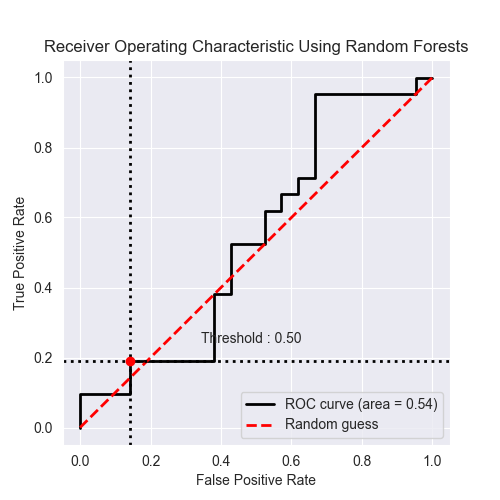 Receiver Operating Characteristic Using Random Forests
True Positive Rate
1.0
0.8
0.6
0.4
0.2
0.0
Threshold : 0.50
ROC curve (area = 0.54)
Random guess
0.0 0.2 0.4 0.6 0.8 1.0
False Positive Rate